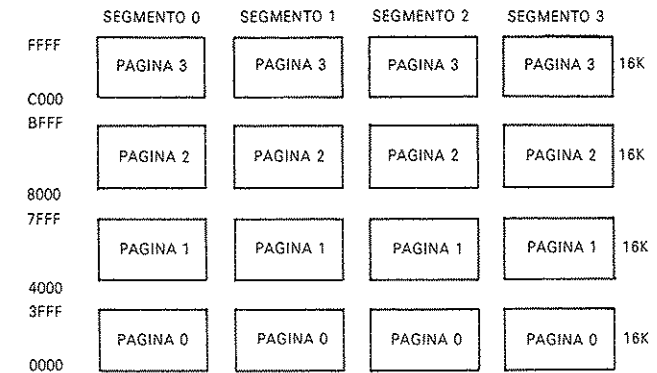 SEGMENTO 0 SEGMENTO 1 SEGMENTO 2 SEGMENTO 3
FFFF
PAGINA 3 PAGINA 3 PAGINA 3 PAGINA 3 16K
C000
BFFF
PAGINA 2 PAGINA 2 PAGINA 2 PAGINA 2 16K
8000
7FFF
PAGINA 1 PAGINA 1 PAGINA 1 PAGINA 1 16K
4000
3FFF
PAGINA 0 PAGINA 0 PAGINA 0 PAGINA 0 16K
0000